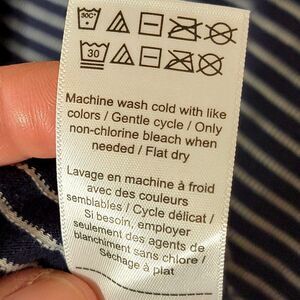 30C°
30
Machine wash cold with like
colors / Gentle cycle / Only
non-chlorine bleach when
needed / Flat dry
Lavage en machine à froid
avec des couleurs
semblables / Cycle délicat /
Si besoin, employer
seulement des agents de
blanchiment sans chlore /
Séchage à plat